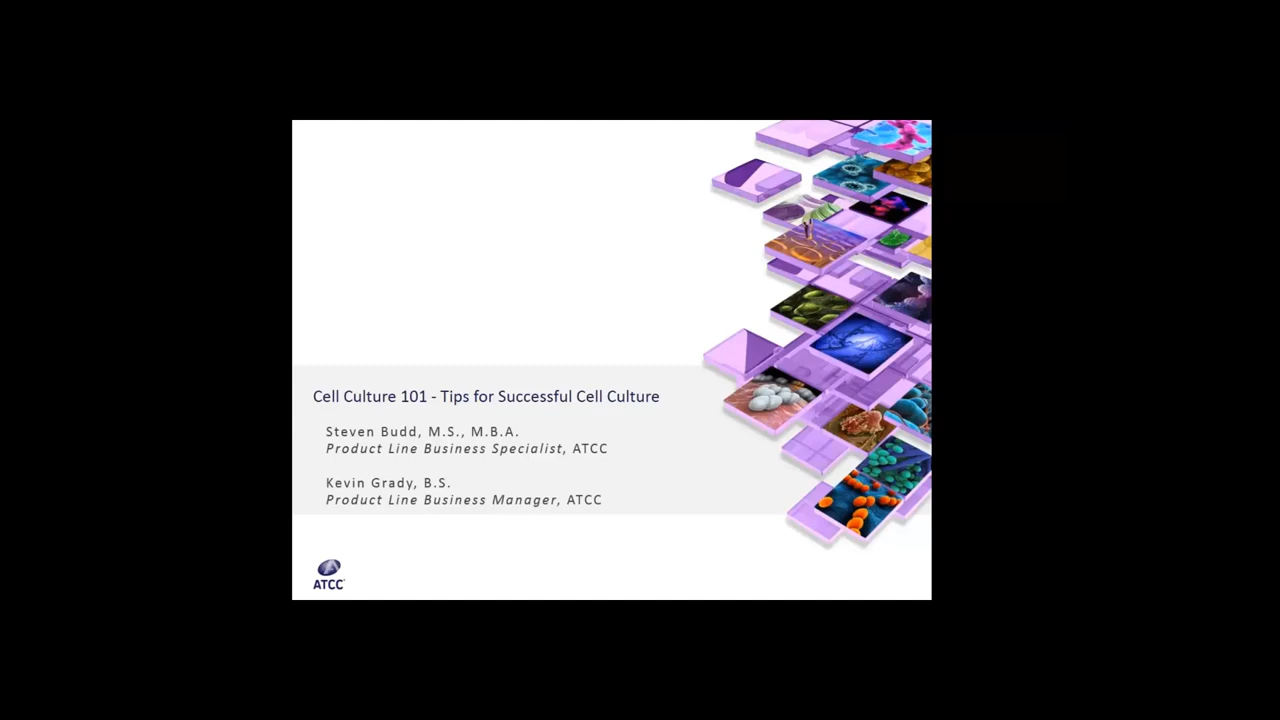 Cell Culture 101 - Tips for Successful Cell Culture
Steven Budd, M.S., M.B.A.
Product Line Business Specialist, ATCC
Kevin Grady, B.S.
Product Line Business Manager, ATCC
ATCC